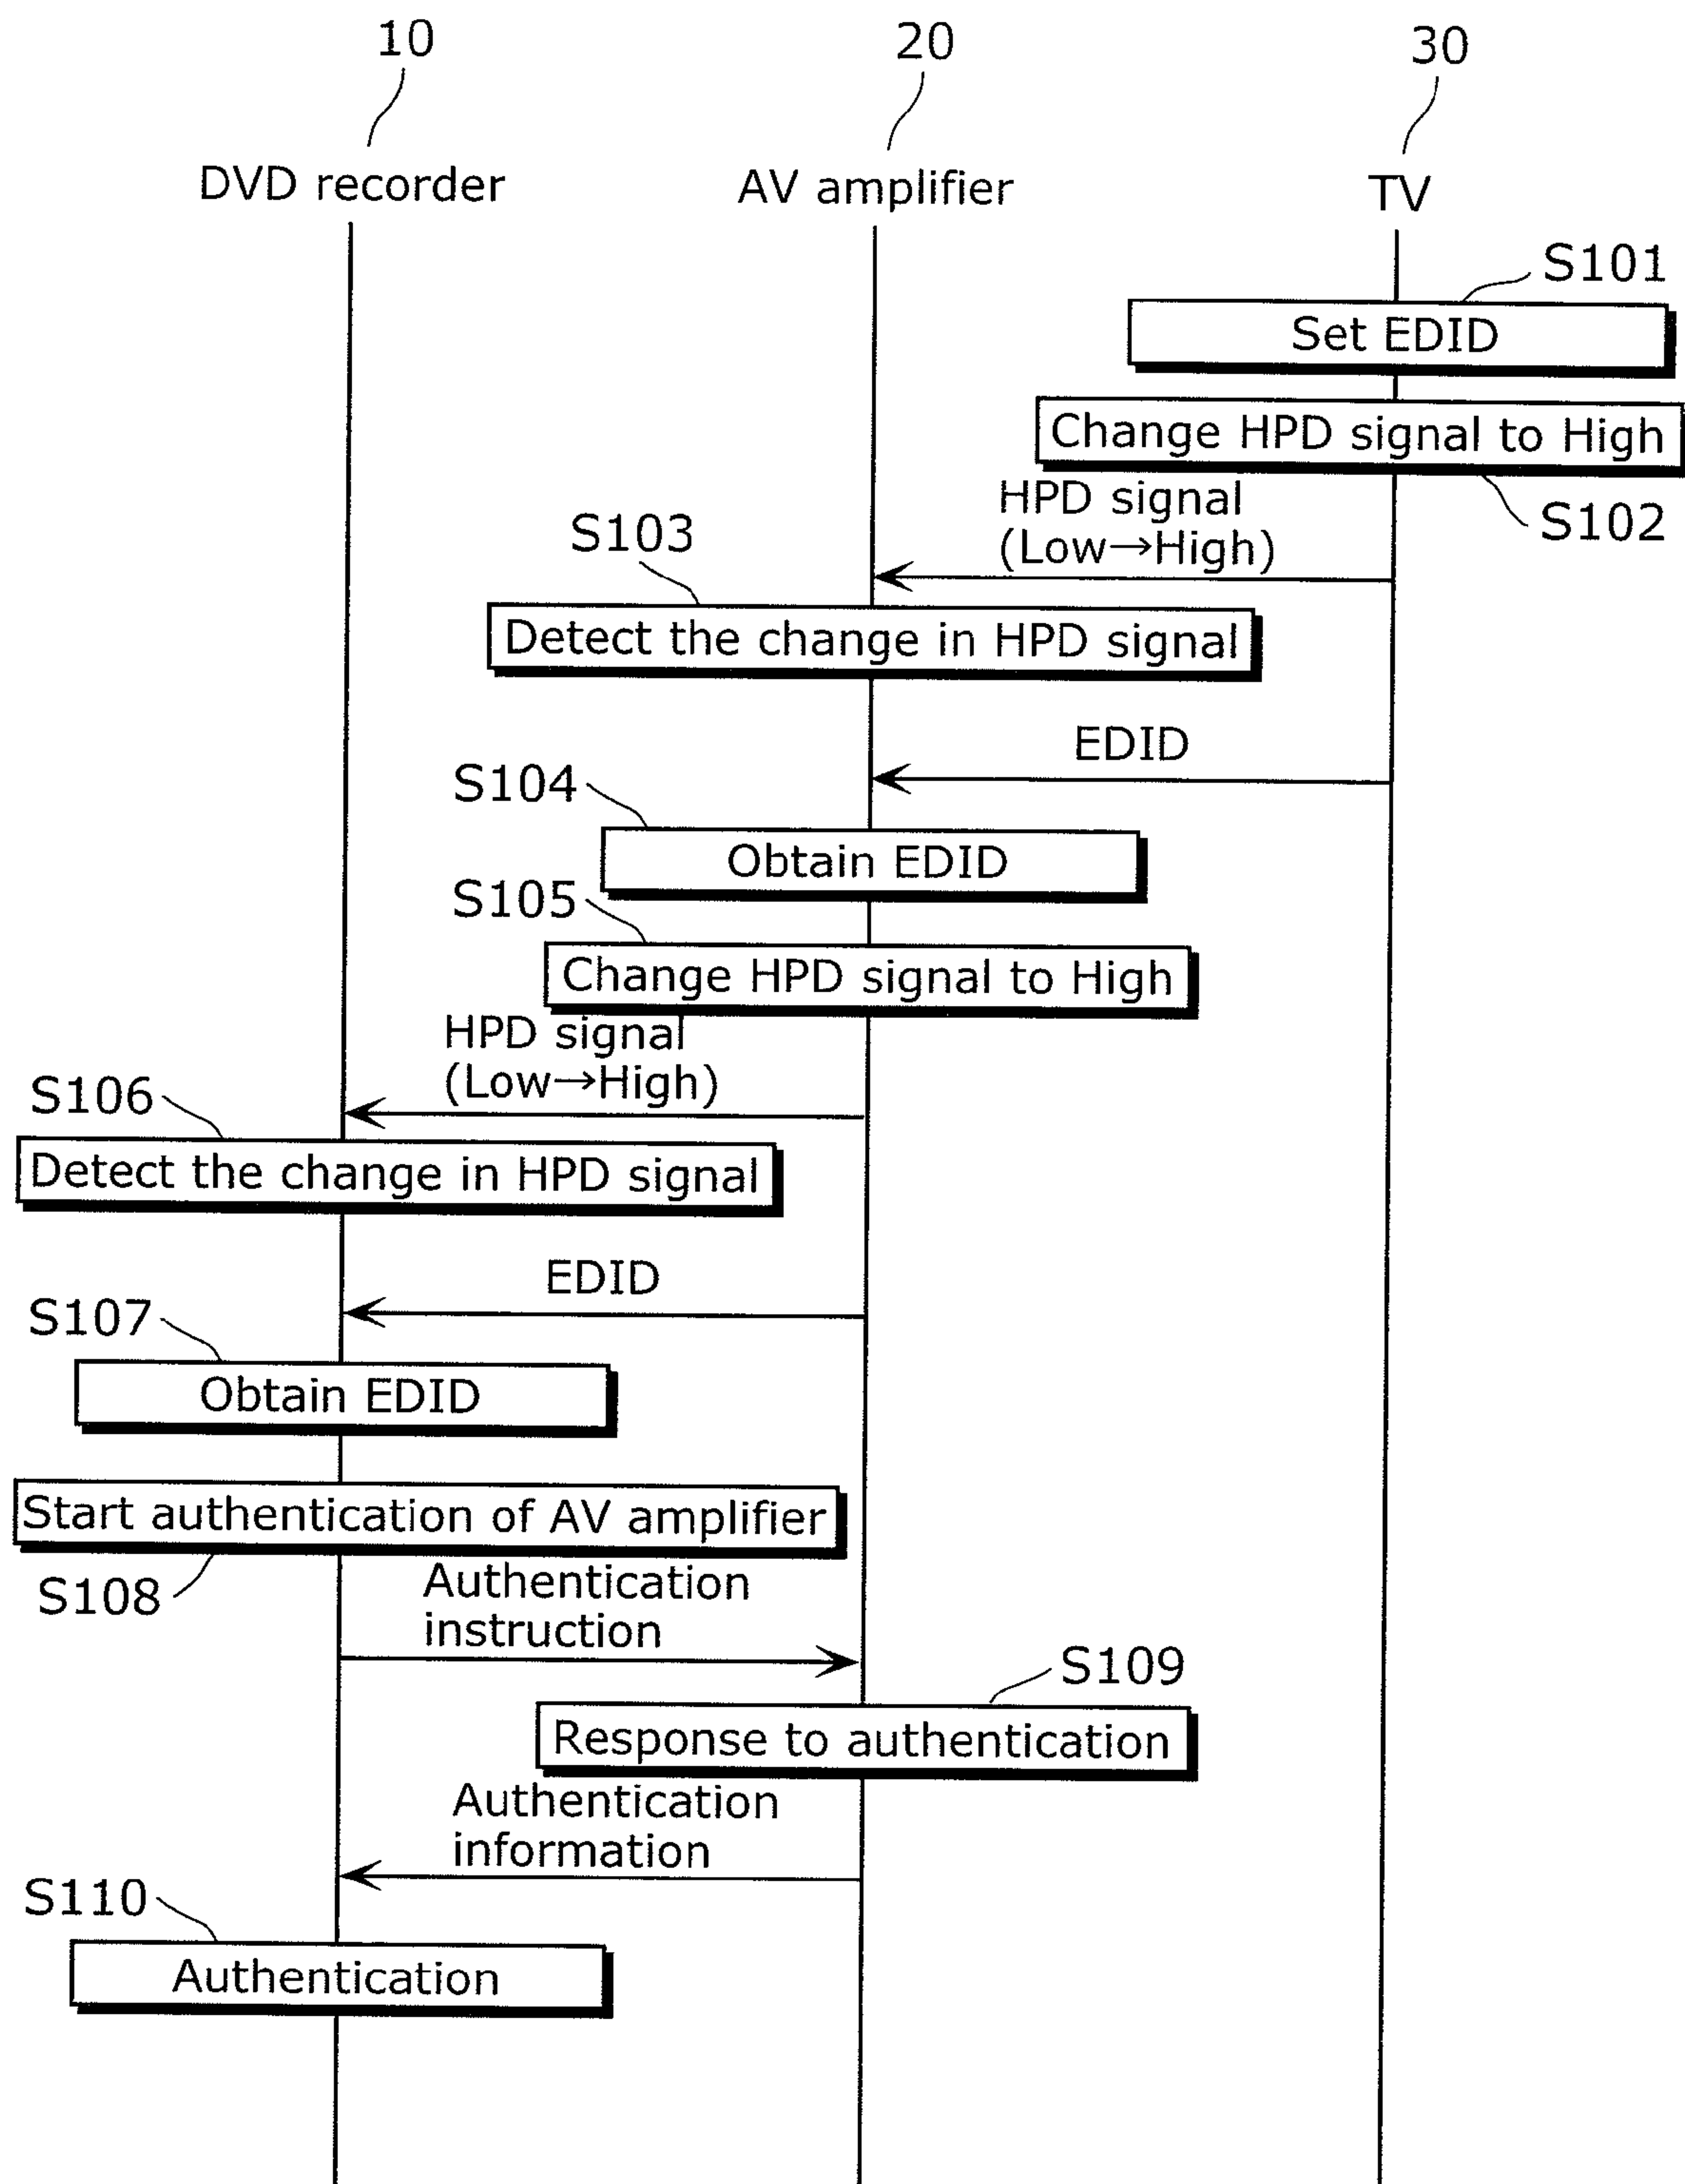 10
20
30
DVD recorder
AV amplifier
TV
S101
Set EDID
Change HPD signal to High
S102
HPD signal
(Low→High)
S103
Detect the change in HPD signal
EDID
S104
Obtain EDID
S105
Change HPD signal to High
HPD signal
(Low→High)
S106
Detect the change in HPD signal
EDID
S107
Obtain EDID
Start authentication of AV amplifier
S108
Authentication
instruction
S109
Response to authentication
Authentication
information
S110
Authentication